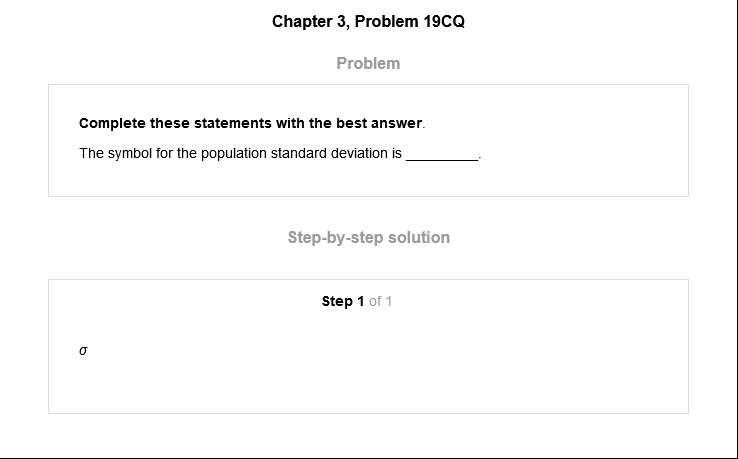 Chapter 3, Problem 19CQ
Problem
Complete these statements with the best answer.
The symbol for the population standard deviation is _________.
Step-by-step solution
Step 1 of 1
σ